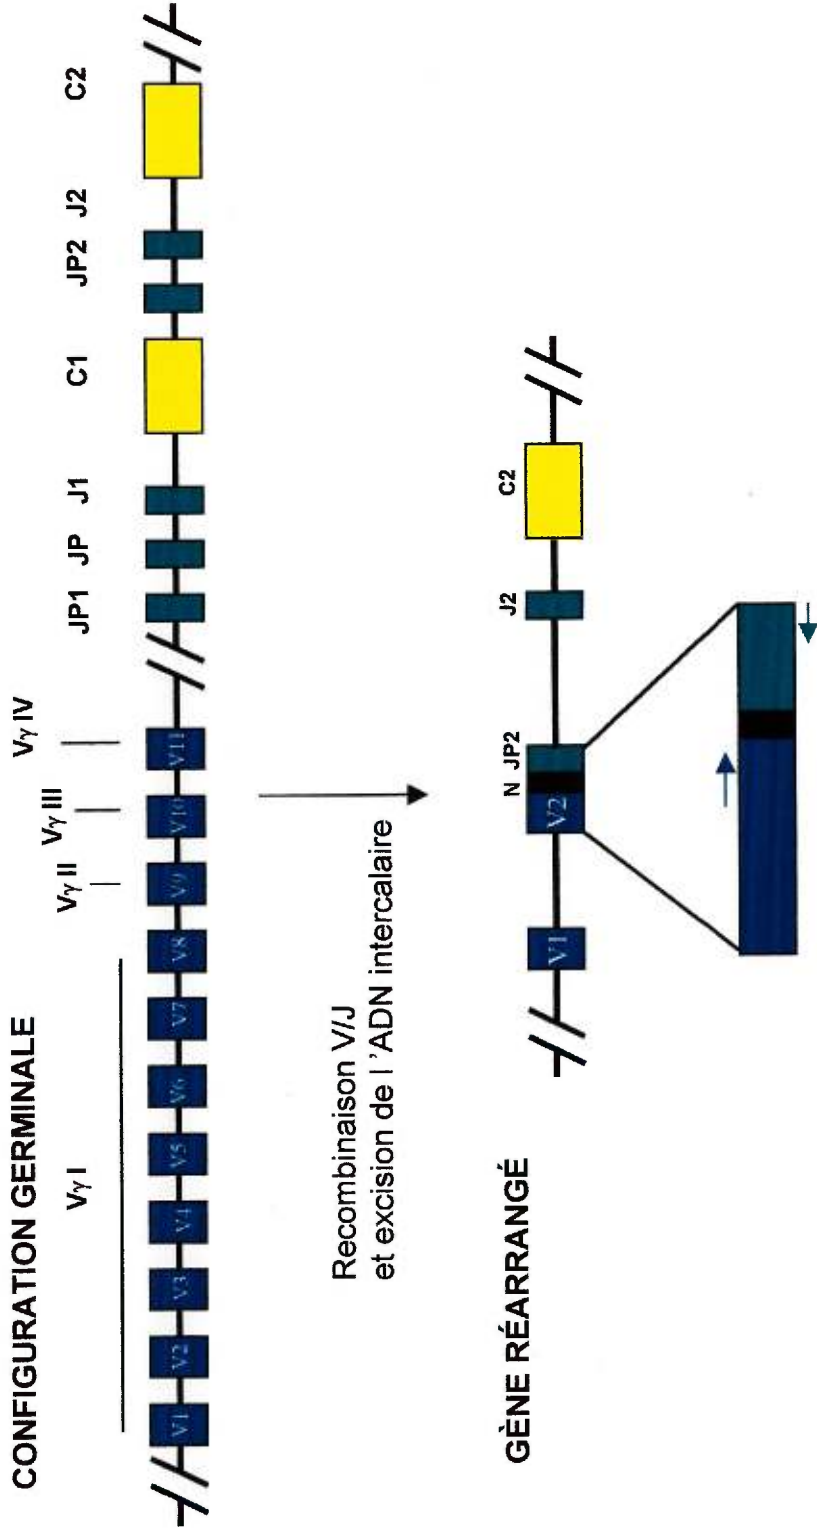 CONFIGURATION GERMINALE
Vγ I
Vγ II
Vγ III
Vγ IV
JP1 JP J1 C1 JP2 J2 C2
V1 V2 V3 V4 V5 V6 V7 V8 V9 V10 V11
Recombinaison V/J
et excision de l 'ADN intercalaire
GÈNE RÉARRANGÉ
N JP2 J2 C2
V1 V2